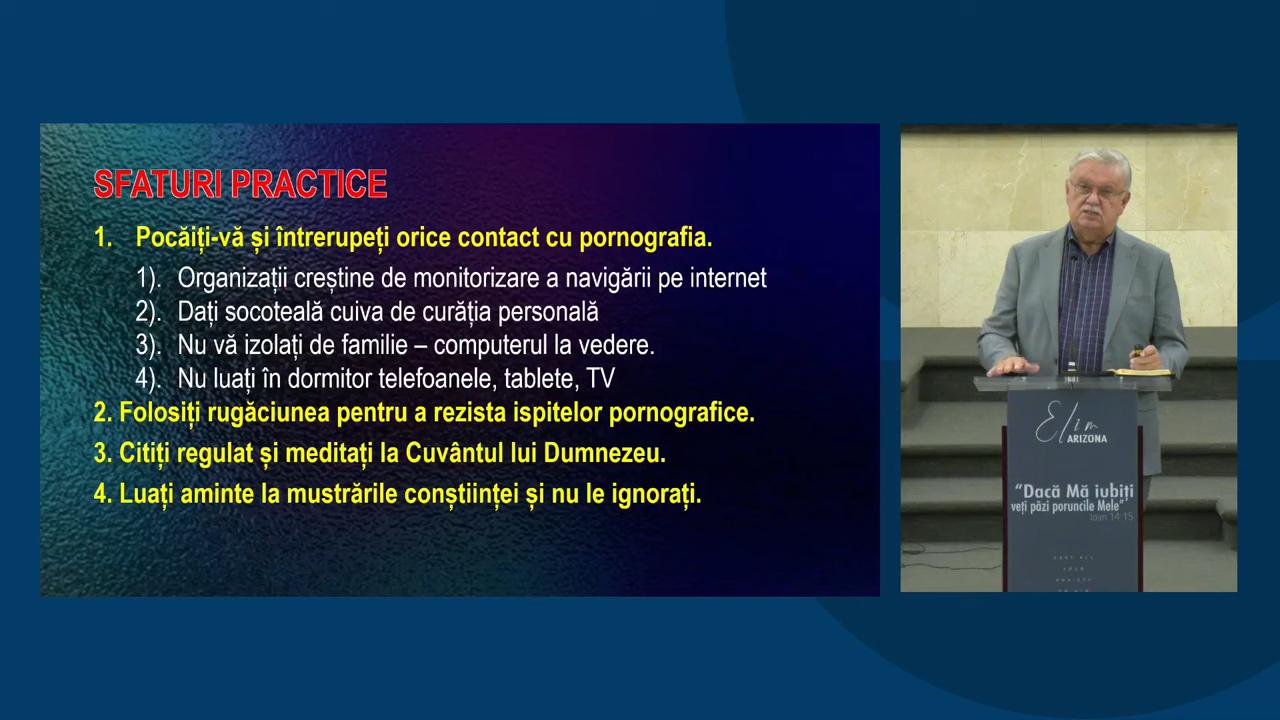 SFATURI PRACTICE
1. Pocăiți-vă și întrerupeți orice contact cu pornografia.
1). Organizații creștine de monitorizare a navigării pe internet
2). Dați socoteală cuiva de curăția personală
3). Nu vă izolați de familie – computerul la vedere.
4). Nu luați în dormitor telefoanele, tablete, TV
2. Folosiți rugăciunea pentru a rezista ispitelor pornografice.
3. Citiți regulat și meditați la Cuvântul lui Dumnezeu.
4. Luați aminte la mustrările conștiinței și nu le ignorați.
Elim
ARIZONA
“Dacă Mă iubiți
veți păzi poruncile Mele”
Ioan 14:15
CAST ALL
YOUR
ANXIETY